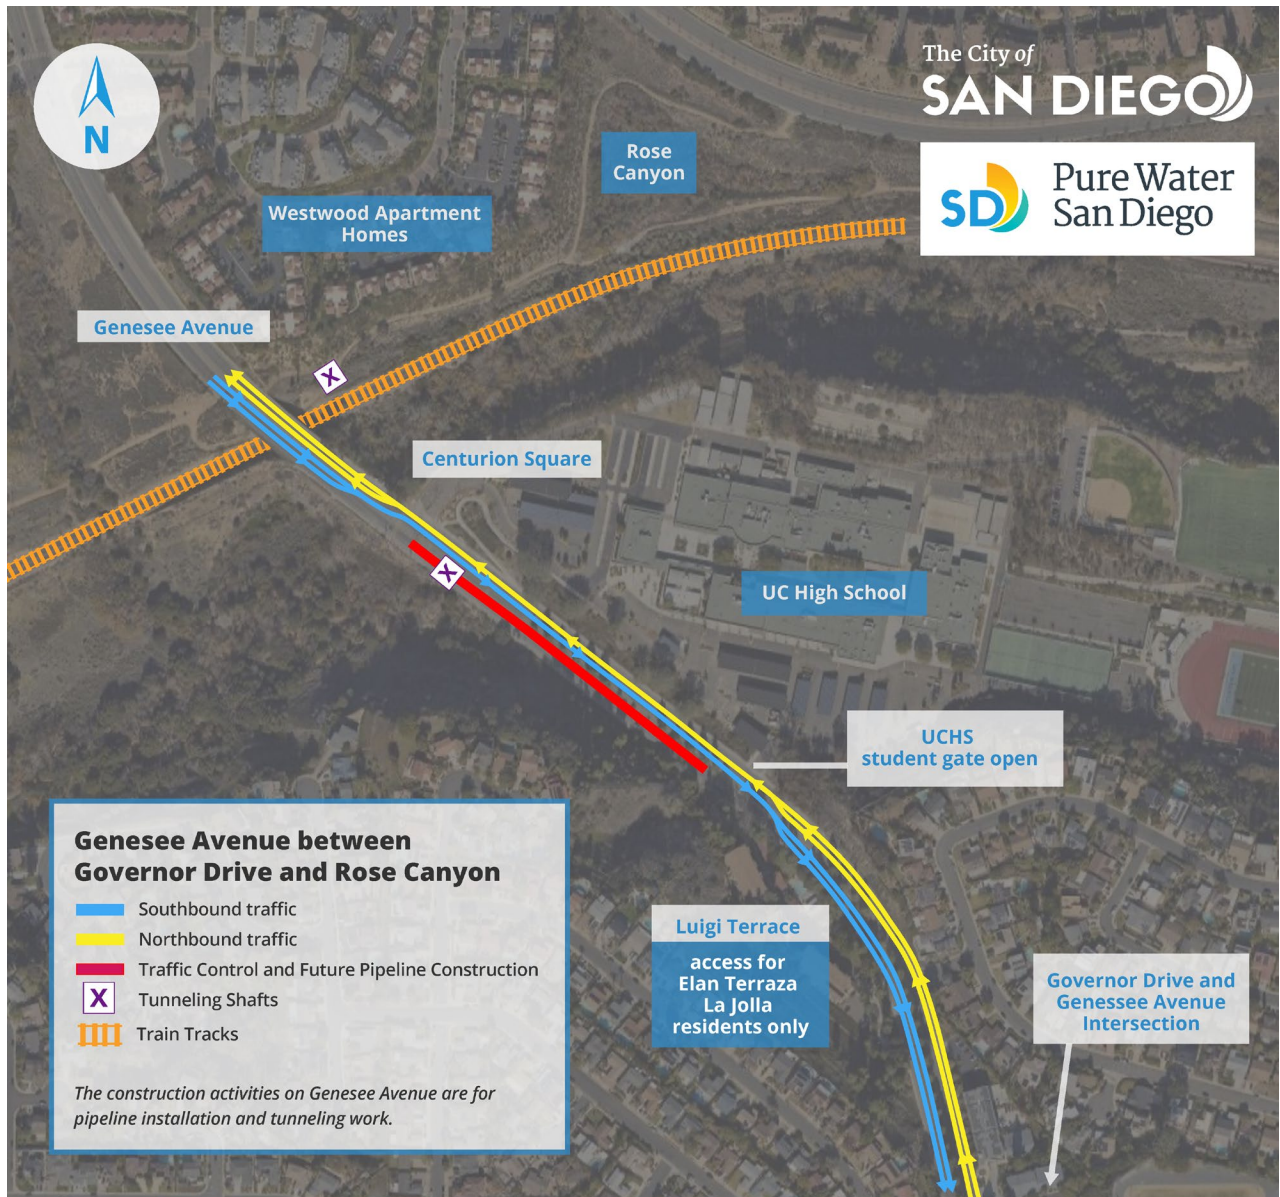 The City of
SAN DIEGO
SD
Pure Water
San Diego
N
Rose
Canyon
Westwood Apartment
Homes
Genesee Avenue
X
Centurion Square
X
UC High School
UCHS
student gate open
Luigi Terrace
access for
Elan Terraza
La Jolla
residents only
Governor Drive and
Genessee Avenue
Intersection
Genesee Avenue between
Governor Drive and Rose Canyon
Southbound traffic
Northbound traffic
Traffic Control and Future Pipeline Construction
X Tunneling Shafts
Train Tracks
The construction activities on Genesee Avenue are for
pipeline installation and tunneling work.